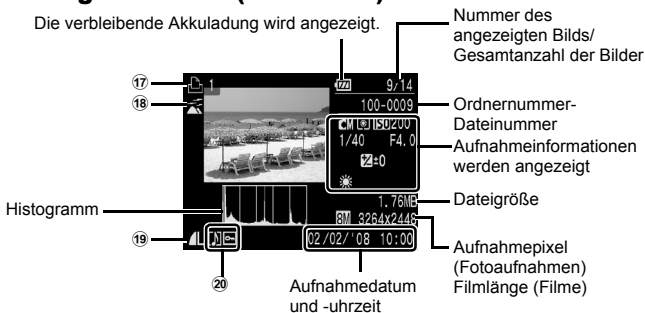 Die verbleibende Akkuladung wird angezeigt.
Nummer des
angezeigten Bilds/
Gesamtanzahl der Bilder
⑰
1
9/14
⑱
100-0009
Ordnernummer-
Dateinummer
M ISO200
1/40 F4.0
±0
Aufnahmeinformationen
werden angezeigt
1.76MB
Dateigröße
Histogramm
8M 3264x2448
⑲
L
02/02/'08 10:00
Aufnahmepixel
(Fotoaufnahmen)
Filmlänge (Filme)
⑳
Aufnahmedatum
und -uhrzeit